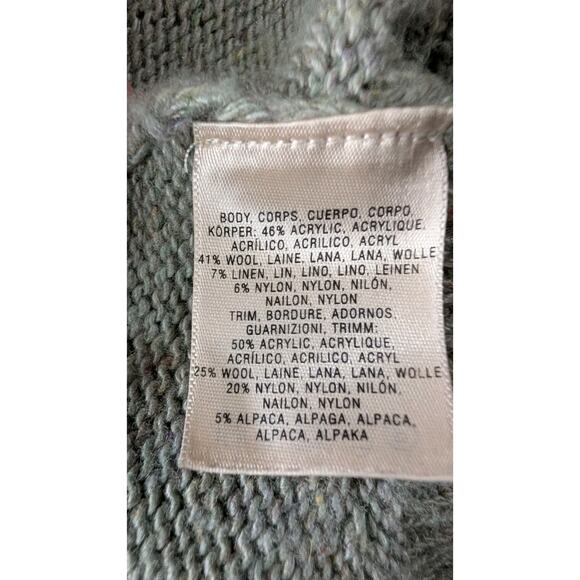 BODY, CORPS, CUERPO, CORPO,
KÖRPER: 46% ACRYLIC, ACRYLIQUE,
ACRÍLICO, ACRILICO, ACRYL
41% WOOL, LAINE, LANA, LANA, WOLLE
7% LINEN, LIN, LINO, LINO, LEINEN
6% NYLON, NYLON, NILÓN,
NAILON, NYLON
TRIM, BORDURE, ADORNOS,
GUARNIZIONI, TRIMM:
50% ACRYLIC, ACRYLIQUE,
ACRÍLICO, ACRILICO, ACRYL
25% WOOL, LAINE, LANA, LANA, WOLLE
20% NYLON, NYLON, NILÓN,
NAILON, NYLON
5% ALPACA, ALPAGA, ALPACA,
ALPACA, ALPAKA